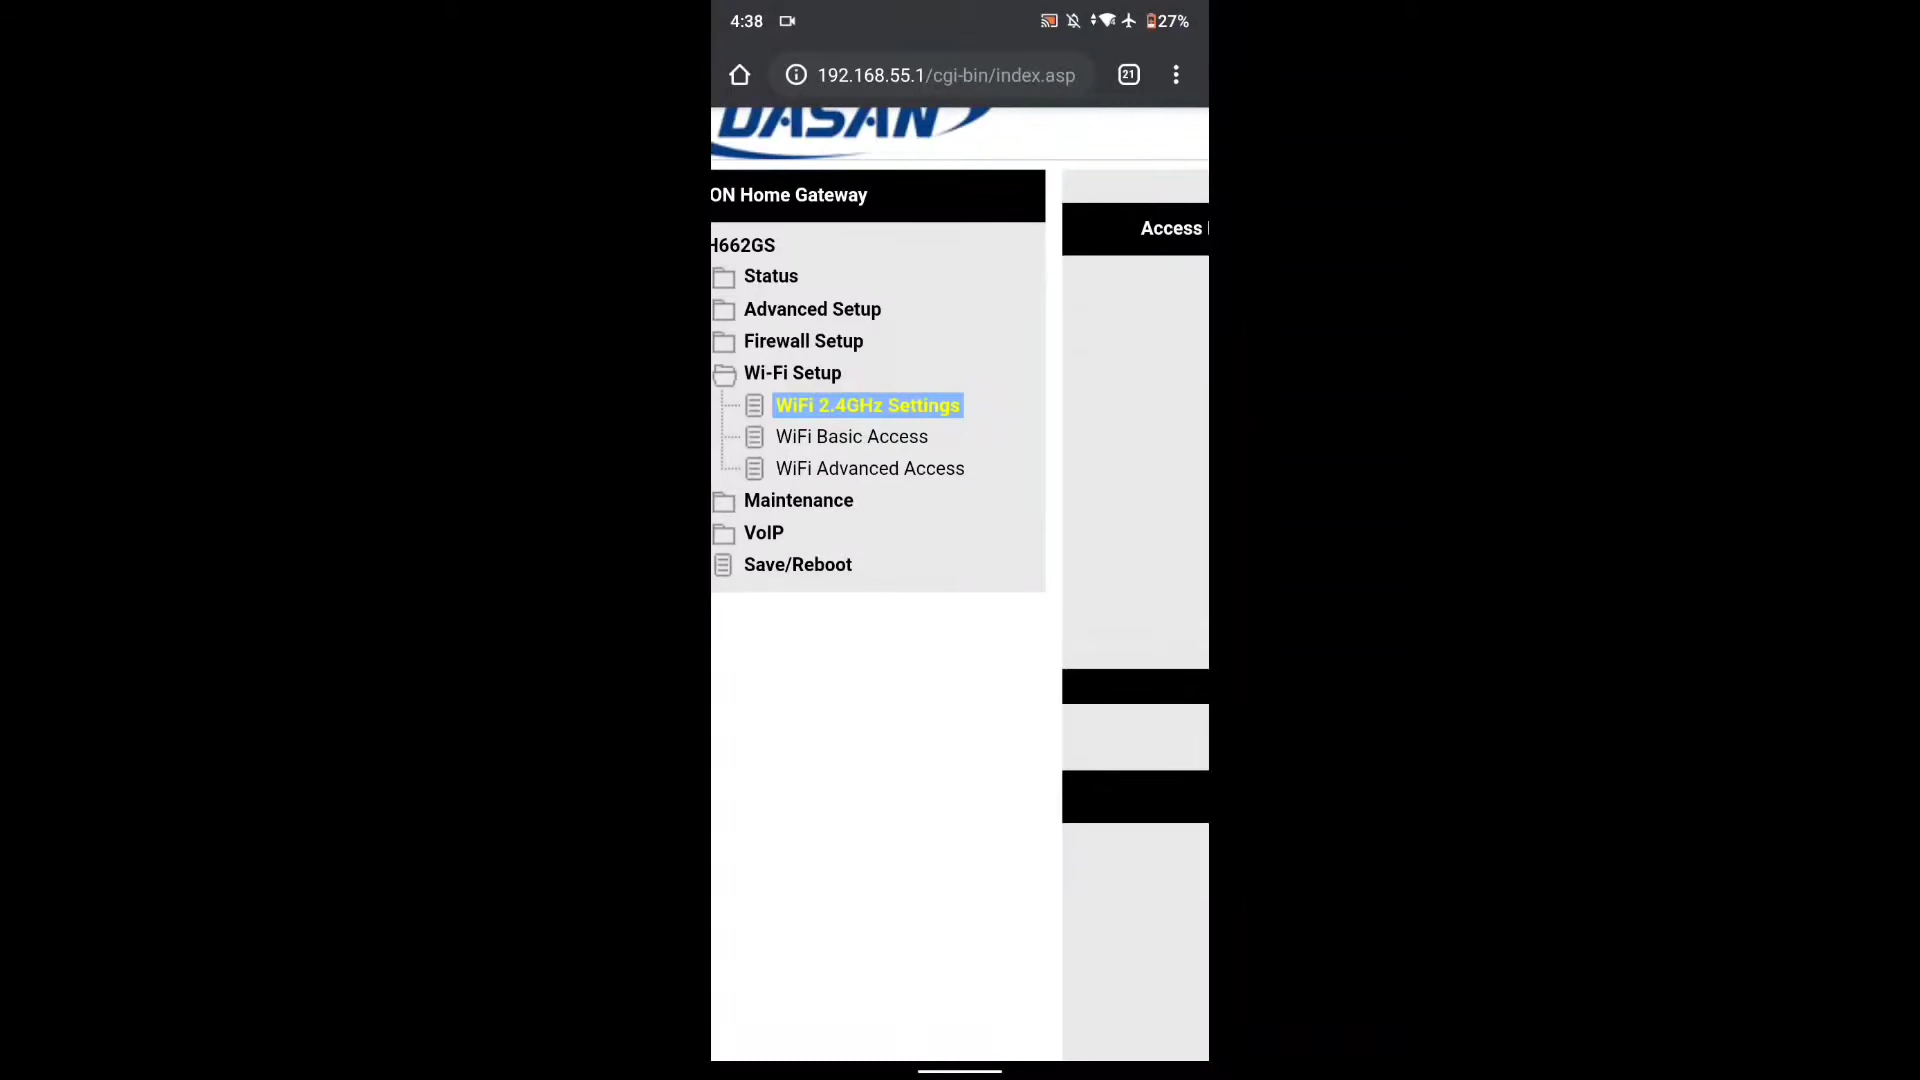 4:38 27%
192.168.55.1/cgi-bin/index.asp 21
DASAN
ON Home Gateway
H662GS
Status
Advanced Setup
Firewall Setup
Wi-Fi Setup
WiFi 2.4GHz Settings
WiFi Basic Access
WiFi Advanced Access
Maintenance
VoIP
Save/Reboot
Access